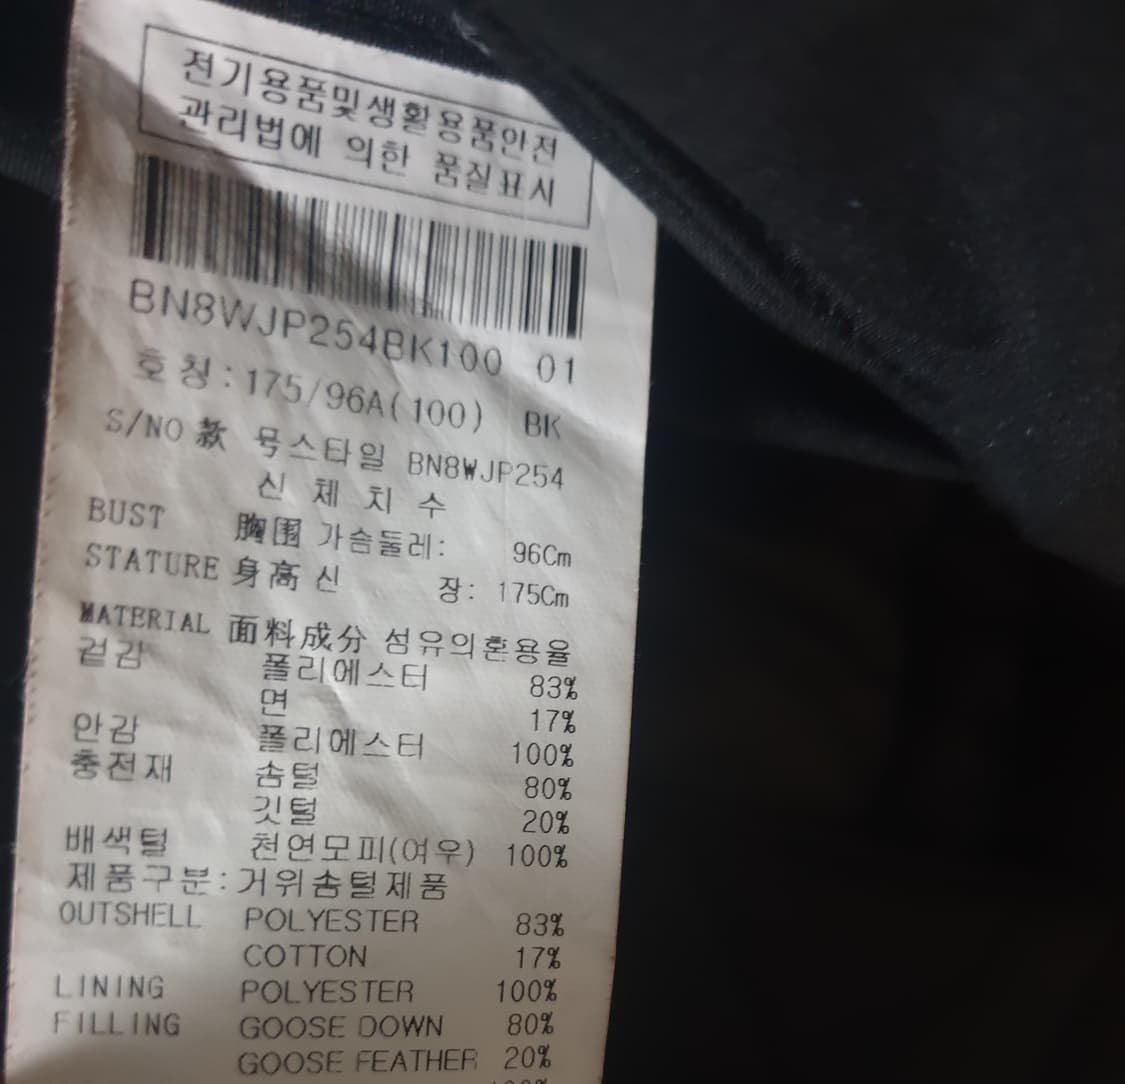 전기용품및생활용품안전
관리법에 의한 품질표시
BN8WJP254BK100 01
호칭:175/96A(100) BK
S/NO 款 号스타일 BN8WJP254
신 체 치 수
BUST 胸围 가슴둘레: 96Cm
STATURE 身高 신 장: 175Cm
MATERIAL 面料成分 섬유의혼용율
겉감 폴리에스터 83%
면 17%
안감 폴리에스터 100%
충전재 솜털 80%
깃털 20%
배색털 천연모피(여우) 100%
제품구분:거위솜털제품
OUTSHELL POLYESTER 83%
COTTON 17%
LINING POLYESTER 100%
FILLING GOOSE DOWN 80%
GOOSE FEATHER 20%